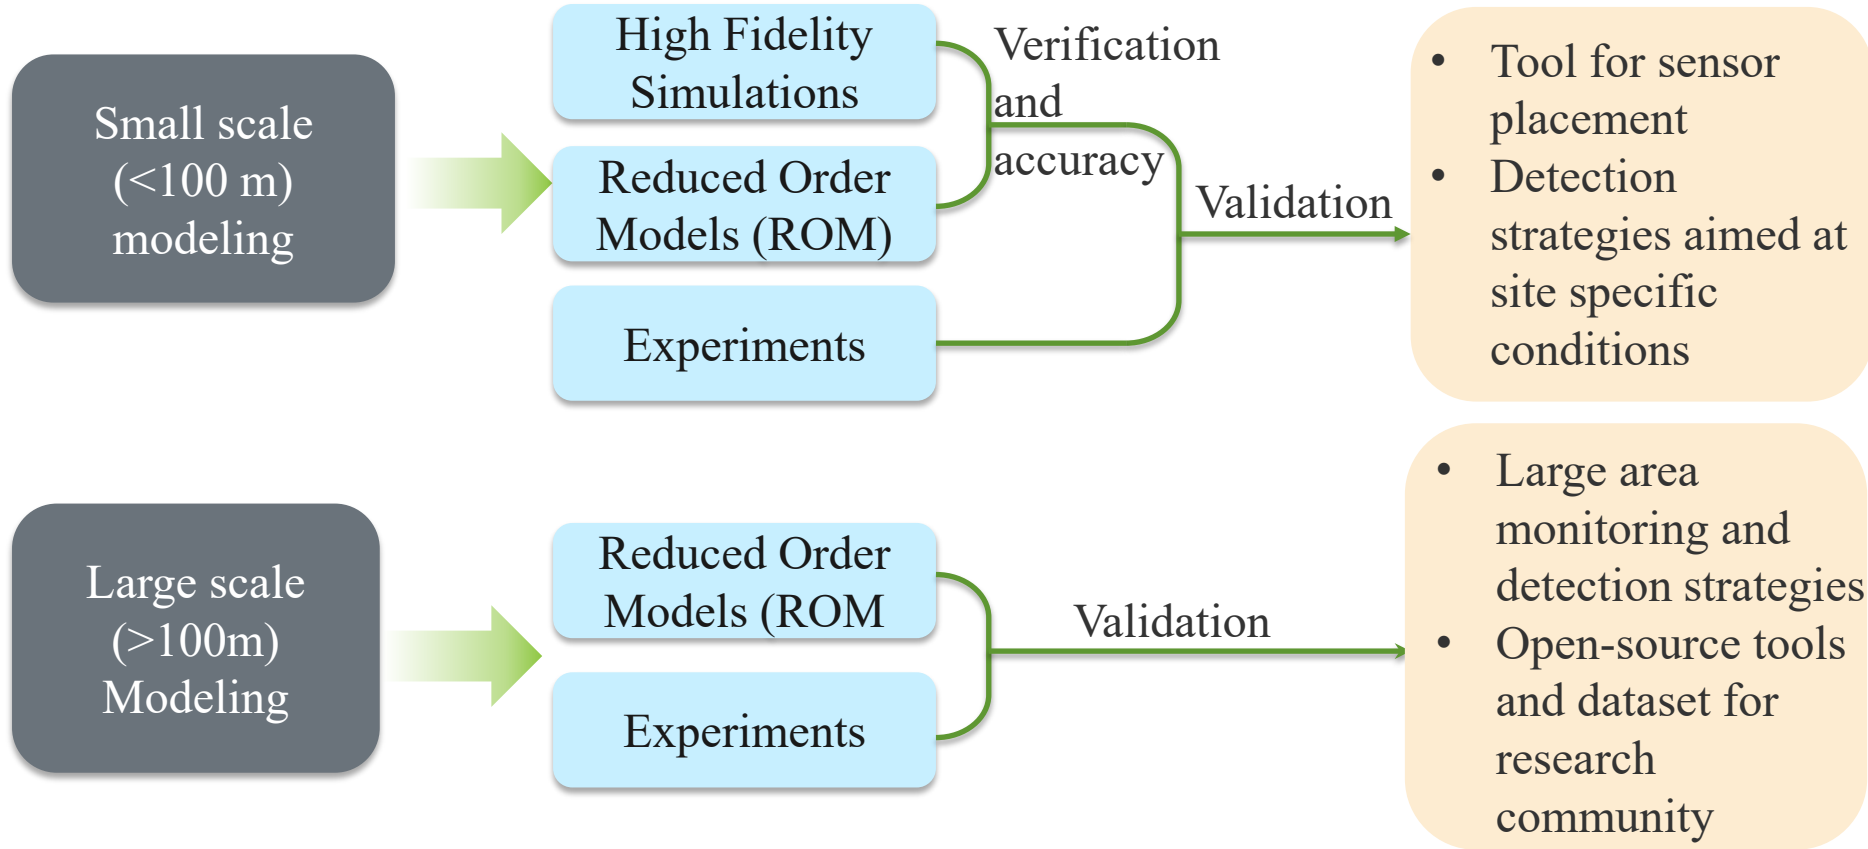 Small scale
(<100 m)
modeling
High Fidelity
Simulations
Reduced Order
Models (ROM)
Experiments
Verification
and
accuracy
Validation
• Tool for sensor
placement
• Detection
strategies aimed at
site specific
conditions
Large scale
(>100m)
Modeling
Reduced Order
Models (ROM
Experiments
Validation
• Large area
monitoring and
detection strategies
• Open-source tools
and dataset for
research
community